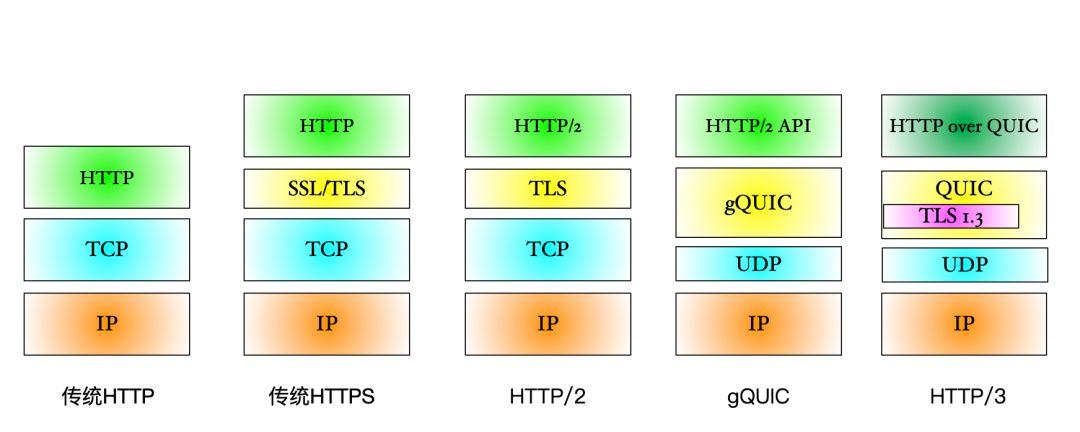 HTTP
TCP
IP
传统HTTP
HTTP
SSL/TLS
TCP
IP
传统HTTPS
HTTP/2
TLS
TCP
IP
HTTP/2
HTTP/2 API
gQUIC
UDP
IP
gQUIC
HTTP over QUIC
QUIC
TLS 1.3
UDP
IP
HTTP/3